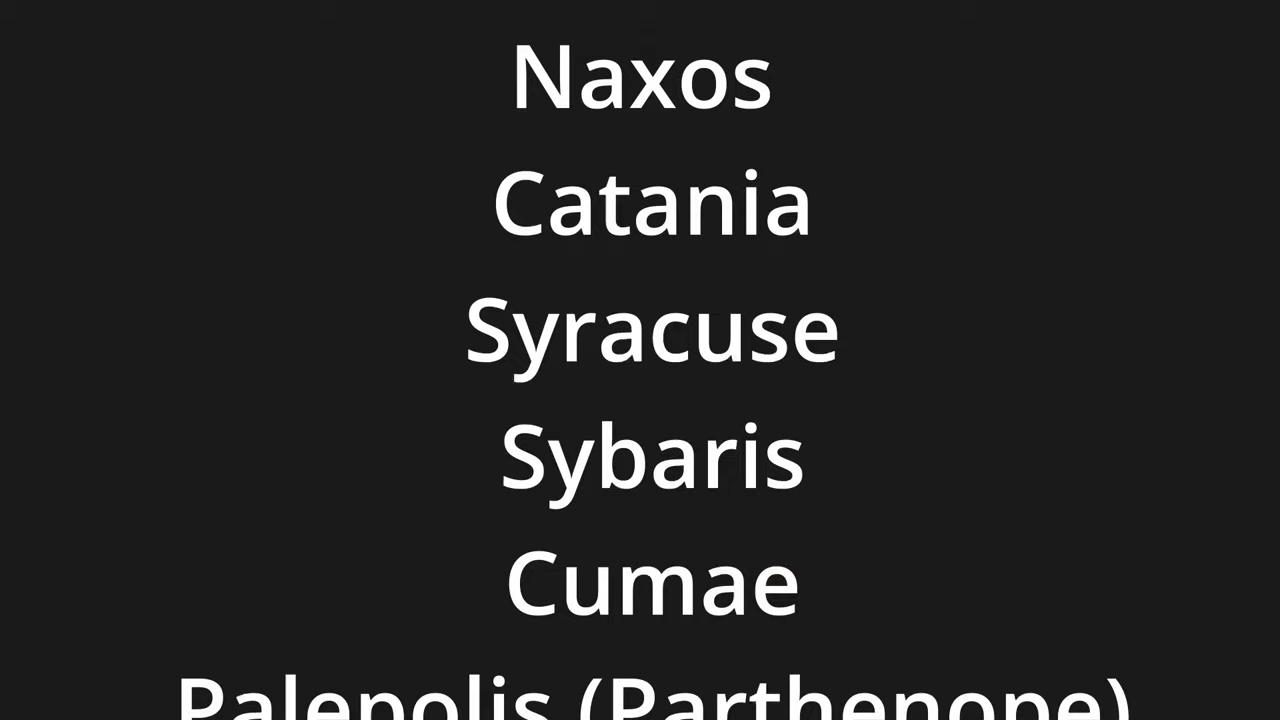 Naxos
Catania
Syracuse
Sybaris
Cumae
Palepolis (Parthenope)